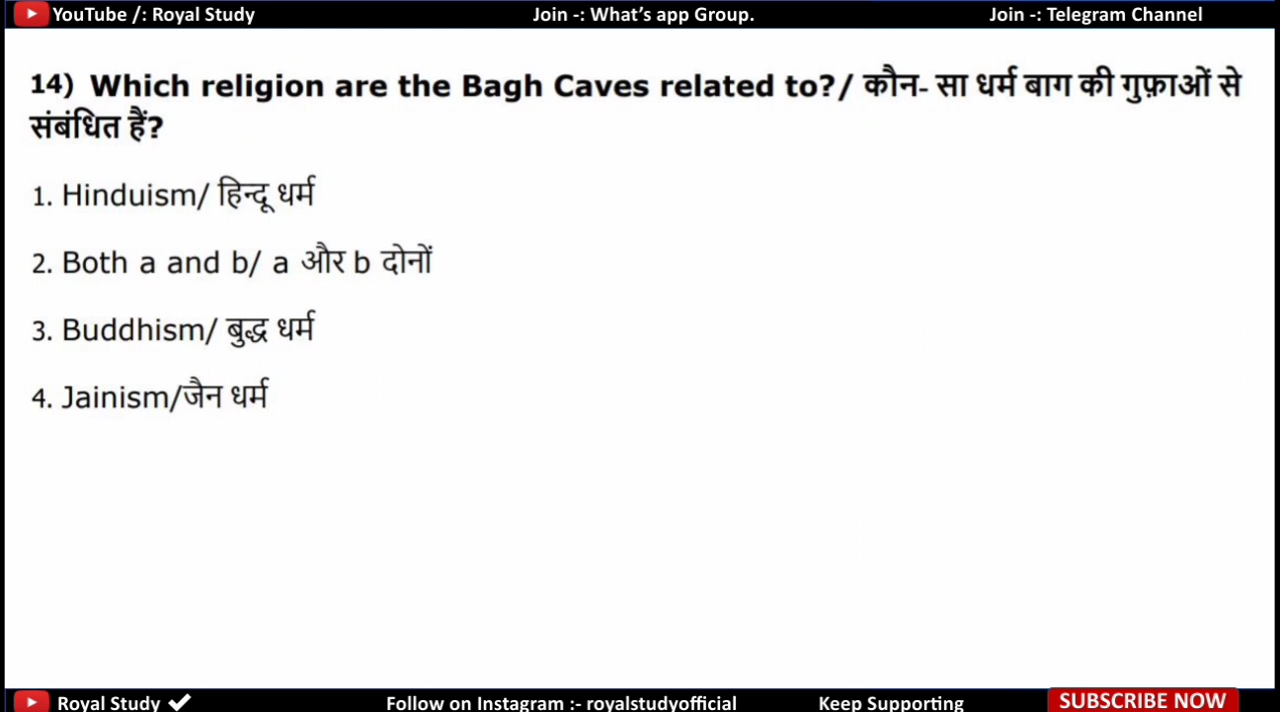 YouTube /: Royal Study Join -: What's app Group. Join -: Telegram Channel
14) Which religion are the Bagh Caves related to?/ कौन- सा धर्म बाग की गुफ़ाओं से
संबंधित हैं?
1. Hinduism/ हिन्दू धर्म
2. Both a and b/ a और b दोनों
3. Buddhism/ बुद्ध धर्म
4. Jainism/जैन धर्म
Royal Study Follow on Instagram :- royalstudyofficial Keep Supporting SUBSCRIBE NOW